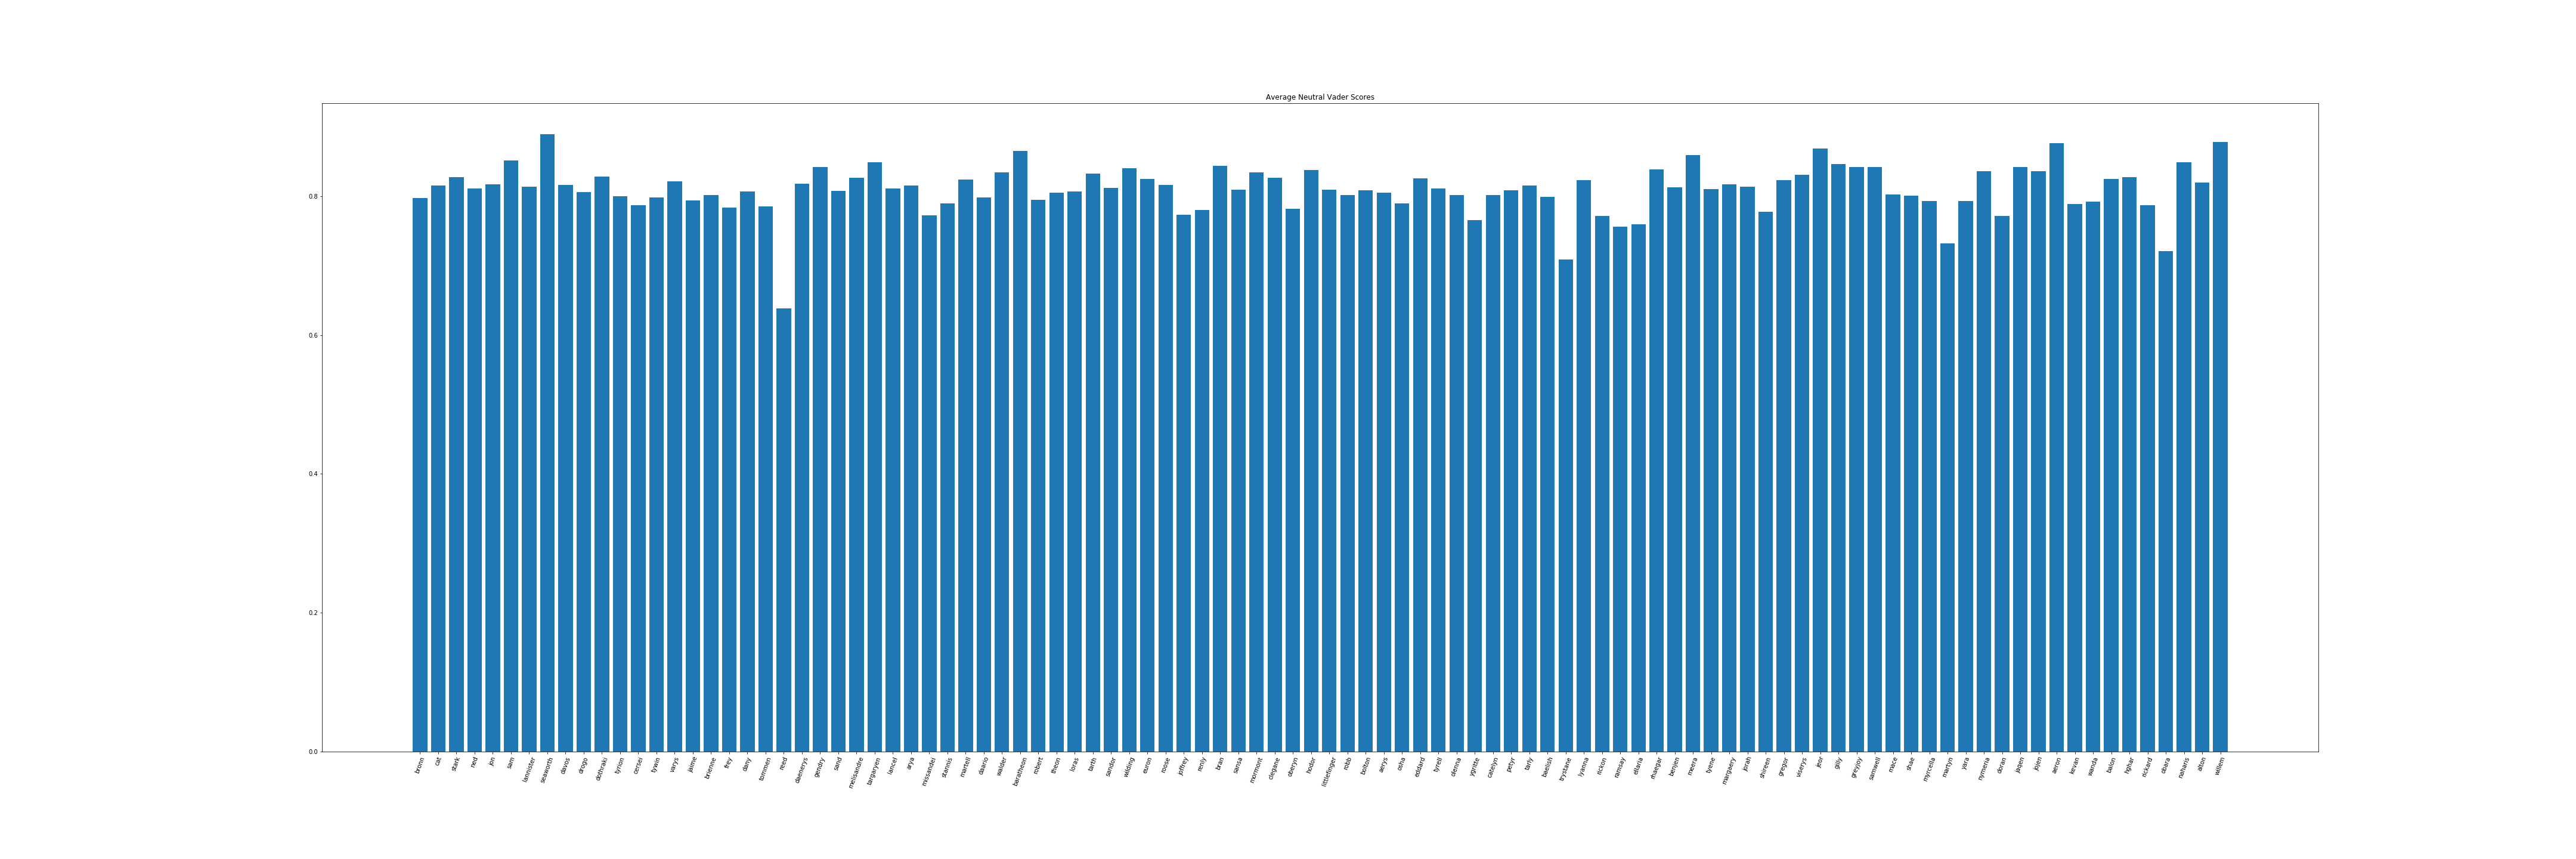 Average Neutral Vader Scores
0.8
0.6
0.4
0.2
0.0
bronn
cat
stark
ned
jon
sam
lannister
seaworth
davos
drogo
dothraki
tyrion
cersei
tywin
varys
jaime
brienne
frey
dany
tommen
reed
daenerys
gendry
sand
melisandre
targaryen
lancel
arya
missandei
stannis
martell
daario
walder
baratheon
robert
theon
loras
tarth
sandor
wildling
euron
roose
joffrey
renly
bran
sansa
mormont
clegane
oberyn
hodor
littlefinger
robb
bolton
aerys
osha
eddard
tyrell
olenna
ygritte
catelyn
petyr
tarly
baelish
trystane
lyanna
rickon
ramsay
ellaria
rhaegar
benjen
meera
tyene
margaery
jorah
shireen
gregor
viserys
jeor
gilly
greyjoy
samwell
mace
shae
myrcella
martyn
yara
nymeria
doran
jaqen
jojen
aeron
kevan
wanda
balon
hghar
rickard
obara
naharis
alton
willem